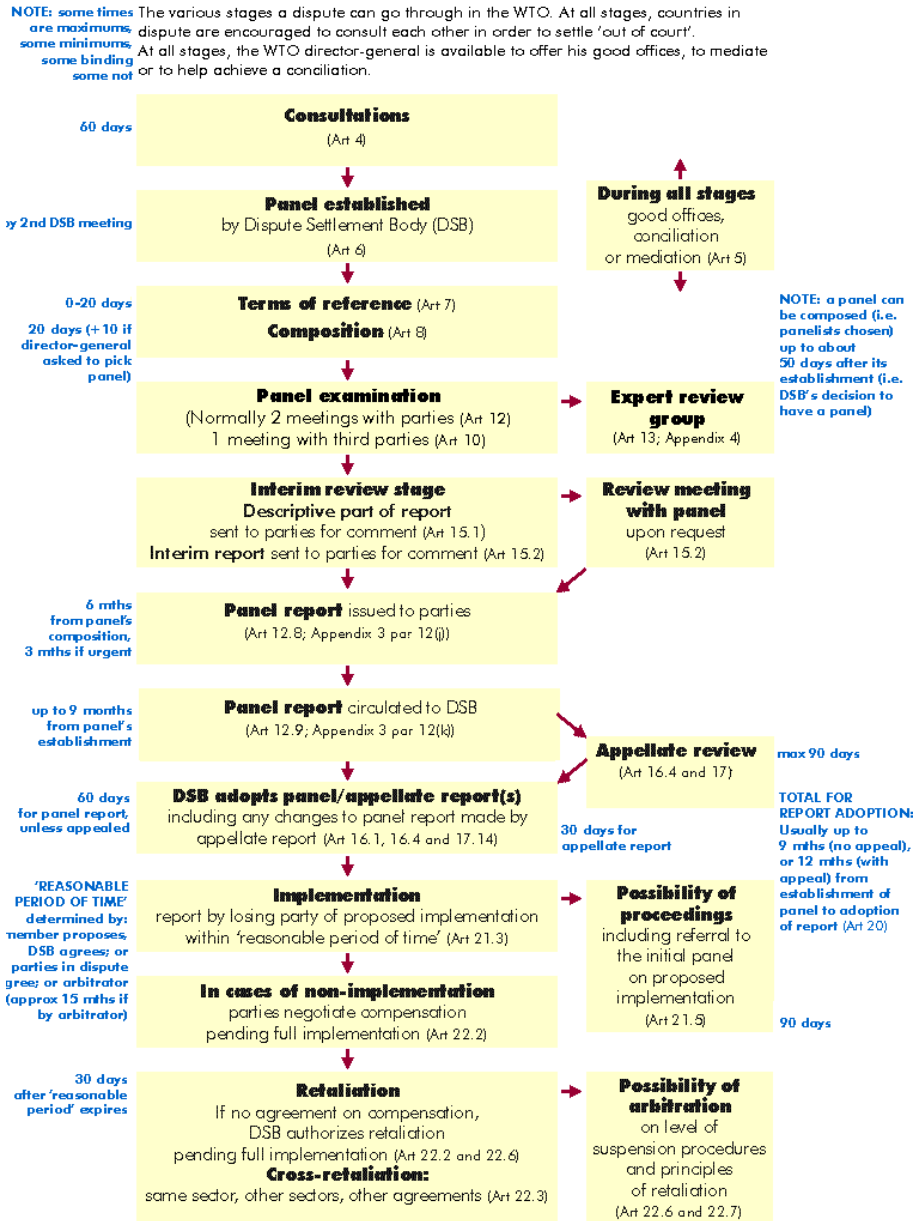 NOTE: some times
are maximums,
some minimums,
some binding
some not
The various stages a dispute can go through in the WTO. At all stages, countries in
dispute are encouraged to consult each other in order to settle ‘out of court’.
At all stages, the WTO director-general is available to offer his good offices, to mediate
or to help achieve a conciliation.
60 days
Consultations
(Art 4)
by 2nd DSB meeting
Panel established
by Dispute Settlement Body (DSB)
(Art 6)
During all stages
good offices,
conciliation
or mediation (Art 5)
0-20 days
20 days (+10 if
director-general
asked to pick
panel)
Terms of reference (Art 7)
Composition (Art 8)
NOTE: a panel can
be composed (i.e.
panelists chosen)
up to about
50 days after its
establishment (i.e.
DSB’s decision to
have a panel)
Panel examination
(Normally 2 meetings with parties (Art 12)
1 meeting with third parties (Art 10)
Expert review
group
(Art 13; Appendix 4)
Interim review stage
Descriptive part of report
sent to parties for comment (Art 15.1)
Interim report sent to parties for comment (Art 15.2)
Review meeting
with panel
upon request
(Art 15.2)
6 mths
from panel’s
composition,
3 mths if urgent
Panel report issued to parties
(Art 12.8; Appendix 3 par 12(j))
up to 9 months
from panel’s
establishment
Panel report circulated to DSB
(Art 12.9; Appendix 3 par 12(k))
Appellate review
(Art 16.4 and 17)
max 90 days
60 days
for panel report,
unless appealed
DSB adopts panel/appellate report(s)
including any changes to panel report made by
appellate report (Art 16.1, 16.4 and 17.14)
30 days for
appellate report
TOTAL FOR
REPORT ADOPTION:
Usually up to
9 mths (no appeal),
or 12 mths (with
appeal) from
establishment of
panel to adoption
of report (Art 20)
‘REASONABLE
PERIOD OF TIME’
determined by:
member proposes,
DSB agrees; or
parties in dispute
gree; or arbitrator
(approx 15 mths if
by arbitrator)
Implementation
report by losing party of proposed implementation
within ‘reasonable period of time’ (Art 21.3)
Possibility of
proceedings
including referral to
the initial panel
on proposed
implementation
(Art 21.5)
In cases of non-implementation
parties negotiate compensation
pending full implementation (Art 22.2)
90 days
30 days
after ‘reasonable
period’ expires
Retaliation
If no agreement on compensation,
DSB authorizes retaliation
pending full implementation (Art 22.2 and 22.6)
Cross-retaliation:
same sector, other sectors, other agreements (Art 22.3)
Possibility of
arbitration
on level of
suspension procedures
and principles
of retaliation
(Art 22.6 and 22.7)